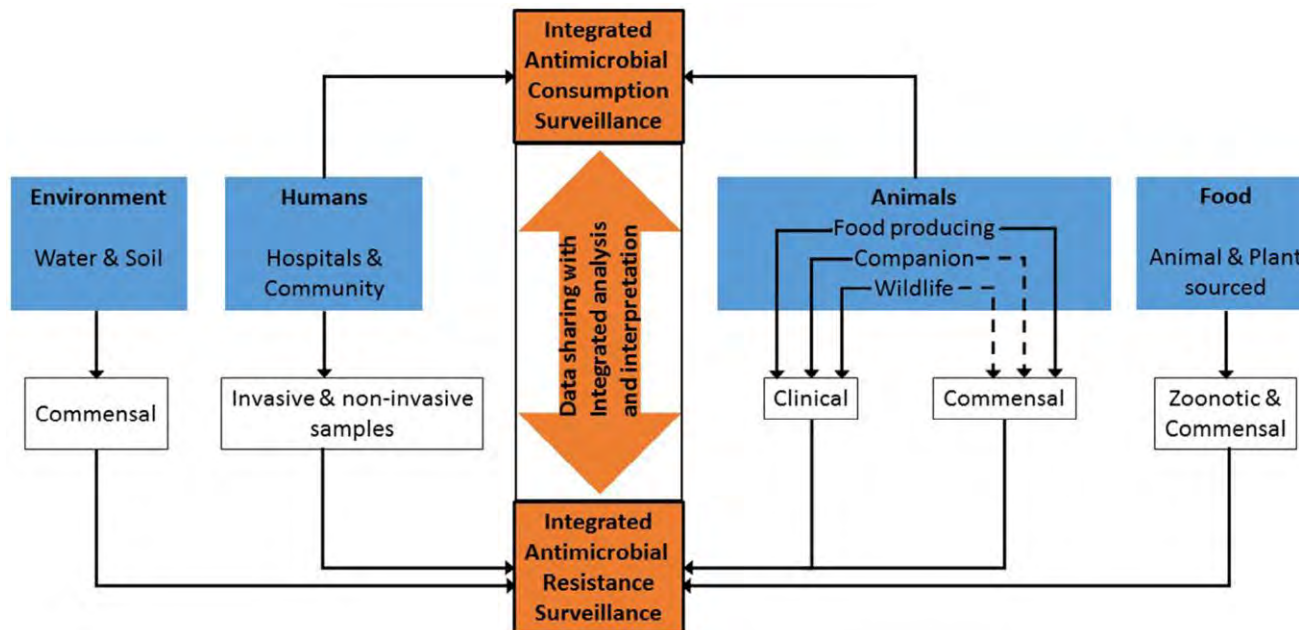 Integrated
Antimicrobial
Consumption
Surveillance
Environment
Water & Soil
Humans
Hospitals &
Community
Data sharing with
Integrated analysis
and interpretation
Animals
Food producing
Companion
Wildlife
Food
Animal & Plant
sourced
Commensal
Invasive & non-invasive
samples
Clinical
Commensal
Zoonotic &
Commensal
Integrated
Antimicrobial
Resistance
Surveillance